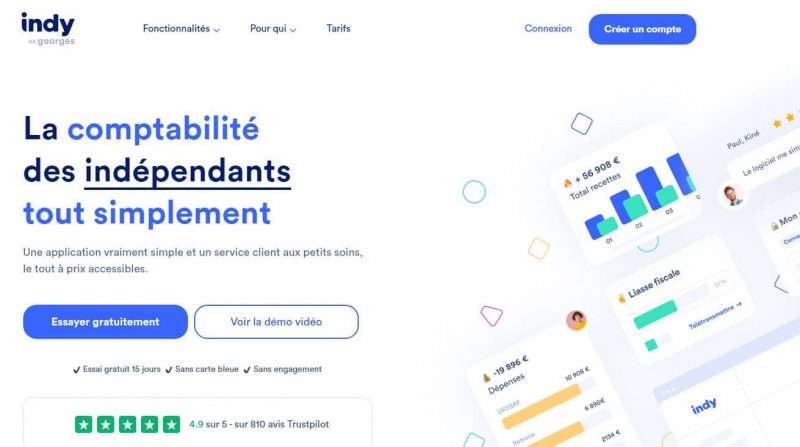 indy
ex georges
Fonctionnalités
Pour qui
Tarifs
Connexion
Créer un compte
La comptabilité
des indépendants
tout simplement
Une application vraiment simple et un service client aux petits soins,
le tout à prix accessibles.
Essayer gratuitement
Voir la démo vidéo
Essai gratuit 15 jours
Sans carte bleue
Sans engagement
4.9 sur 5 - sur 810 avis Trustpilot
+ 56 908 €
Total recettes
01
02
03
04
Paul, Kiné
Le logiciel me sim
Mon
Conne
Liasse fiscale
50 %
Télétransmettre →
-19 896 €
Dépenses
URSSAF
10 908 €
Retraite
6 890€
2134 €
indy